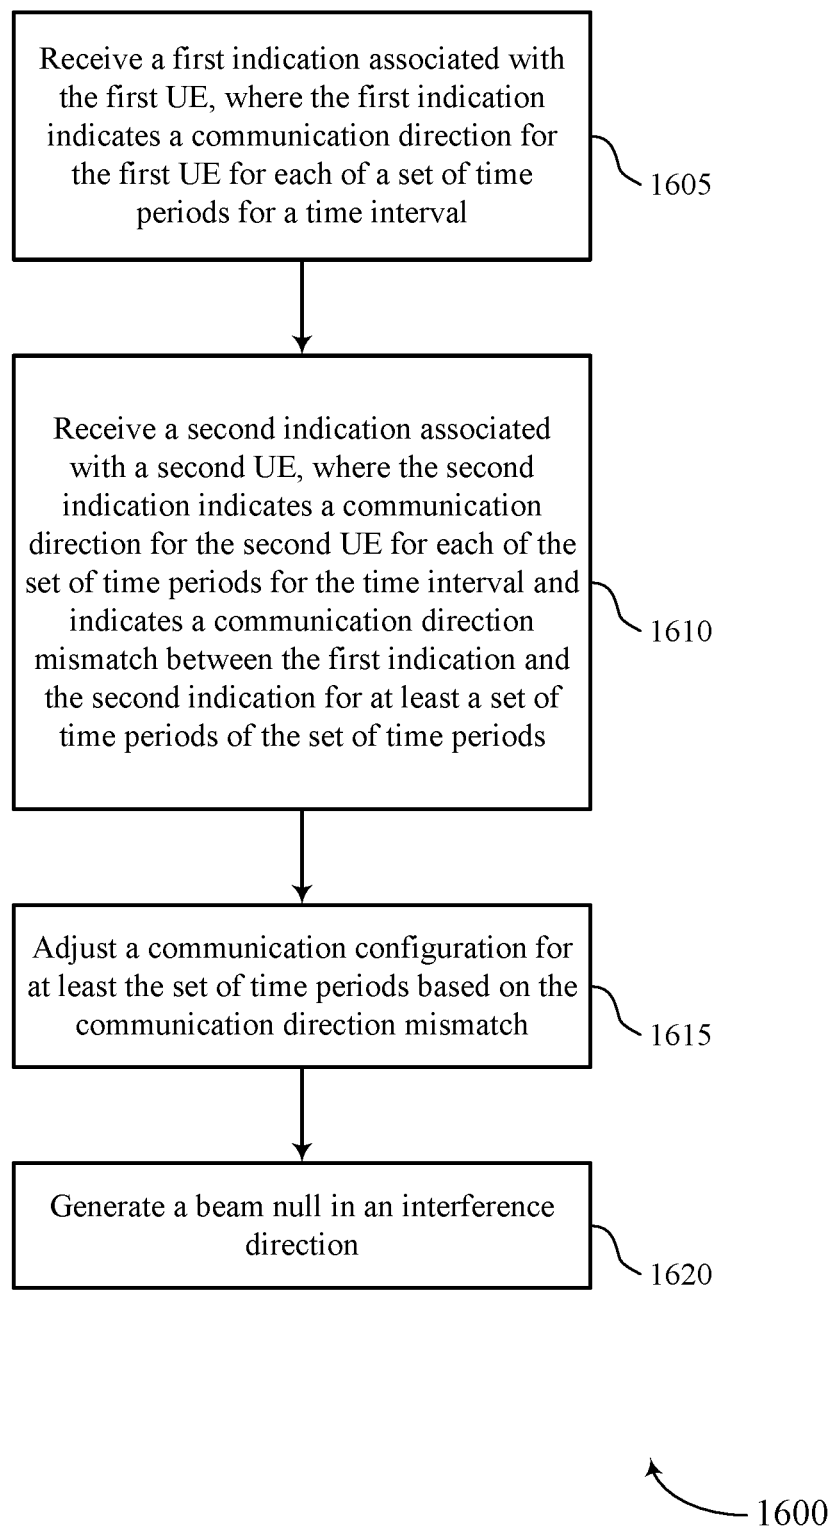 Receive a first indication associated with
the first UE, where the first indication
indicates a communication direction for
the first UE for each of a set of time
periods for a time interval
1605
Receive a second indication associated
with a second UE, where the second
indication indicates a communication
direction for the second UE for each of the
set of time periods for the time interval and
indicates a communication direction
mismatch between the first indication and
the second indication for at least a set of
time periods of the set of time periods
1610
Adjust a communication configuration for
at least the set of time periods based on the
communication direction mismatch
1615
Generate a beam null in an interference
direction
1620
1600